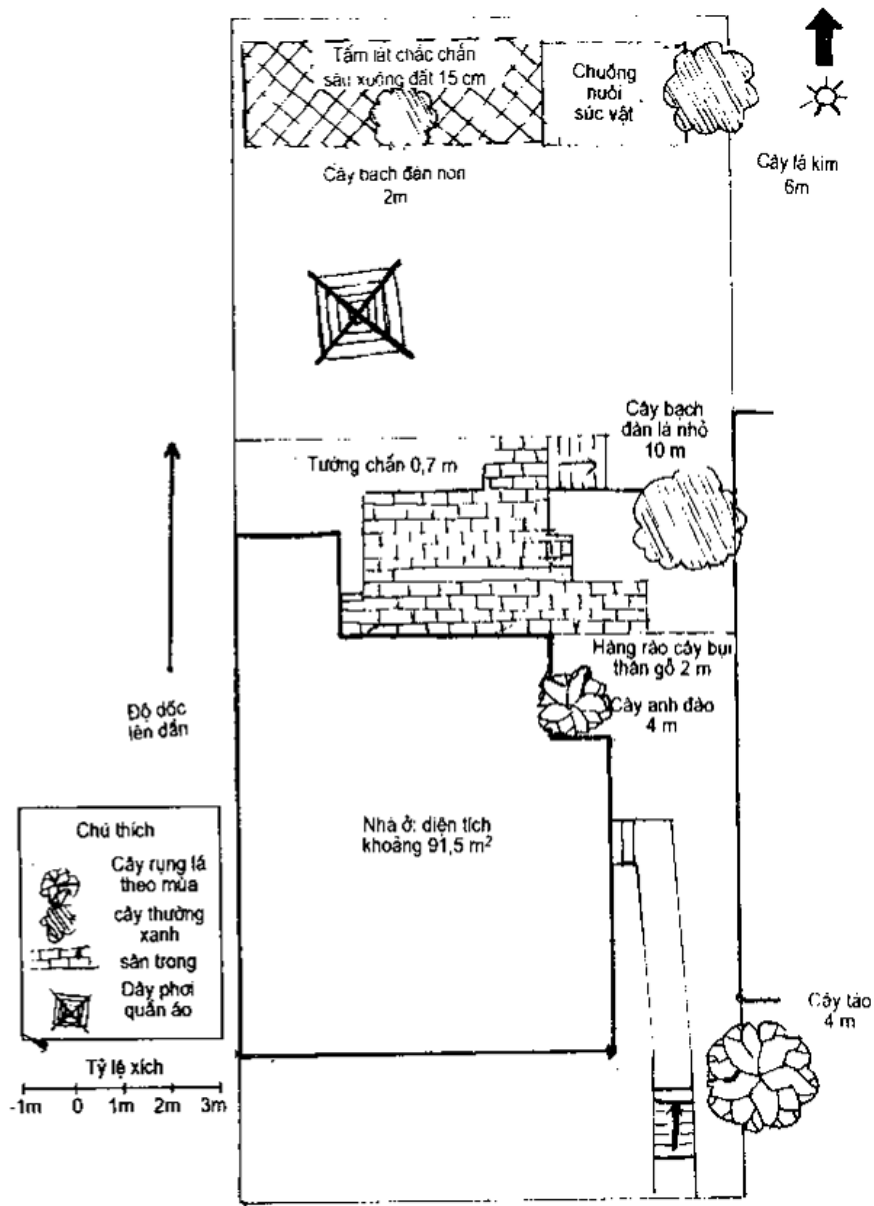 Tấm lát chắc chắn
sâu xuống đất 15 cm
Chuồng
nuôi
súc vật
Cây lá kim
6m
Cây bạch đàn non
2m
Cây bạch
đàn lá nhỏ
10 m
Tường chắn 0,7 m
Hàng rào cây bụi
thân gỗ 2 m
Cây anh đào
4 m
Độ dốc
lên dần
Nhà ở: diện tích
khoảng 91,5 m²
Chú thích
Cây rụng lá
theo mùa
cây thường
xanh
sân trong
Dây phơi
quần áo
Cây táo
4 m
Tỷ lệ xích
-1m 0 1m 2m 3m